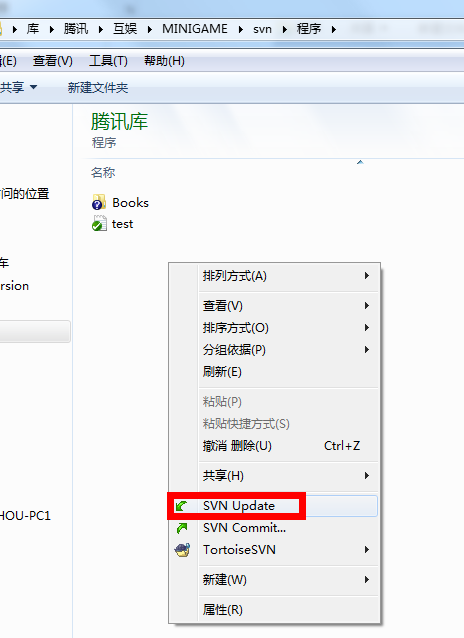 库 ▸ 腾讯 ▸ 互娱 ▸ MINIGAME ▸ svn ▸ 程序 ▸
(E) 查看(V) 工具(T) 帮助(H)
共享 新建文件夹
腾讯库
程序
名称
问的位置
Books
test
车
rsion
HOU-PC1
排列方式(A)
查看(V)
排序方式(O)
分组依据(P)
刷新(E)
粘贴(P)
粘贴快捷方式(S)
撤消 删除(U) Ctrl+Z
共享(H)
SVN Update
SVN Commit...
TortoiseSVN
新建(W)
属性(R)